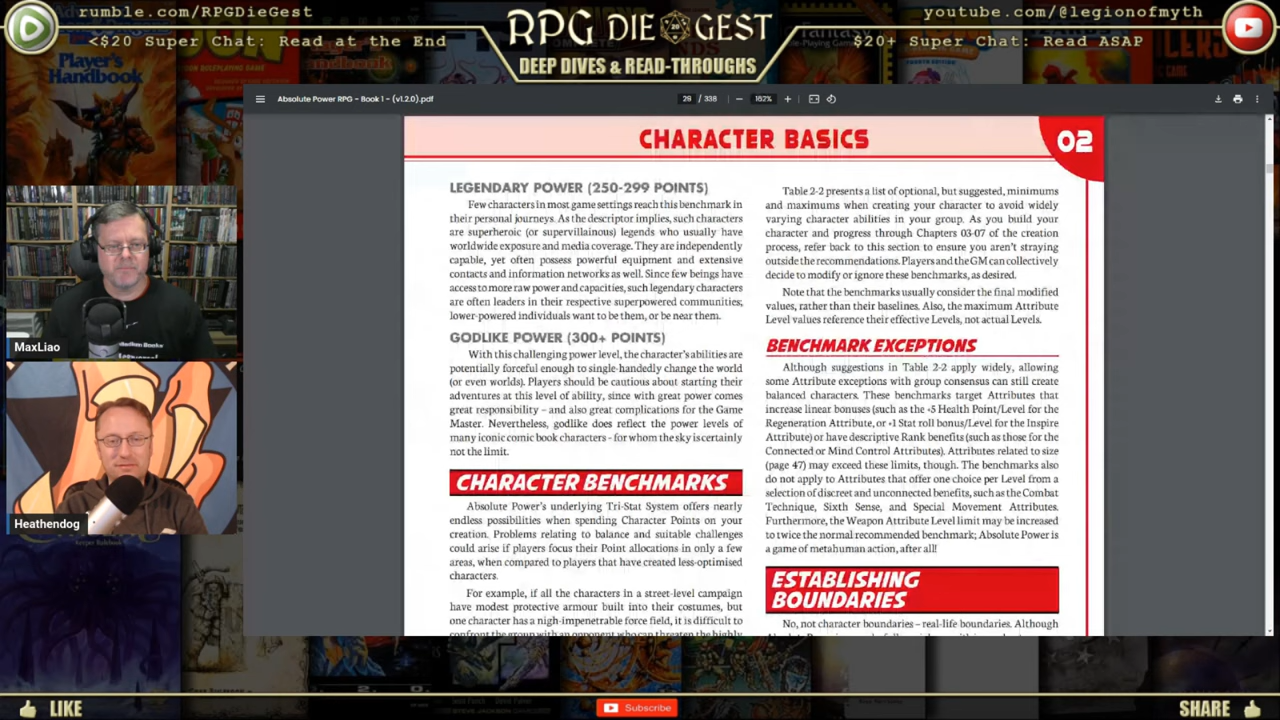 rumble.com/RPGDieGest
<$20 Super Chat: Read at the End
RPG DIE GEST
DEEP DIVES & READ-THROUGHS
youtube.com/@legionofmyth
$20+ Super Chat: Read ASAP
Player's
Handbook
Absolute Power RPG - Book 1 - (v1.2.0).pdf
29 / 338
162%
CHARACTER BASICS
02
LEGENDARY POWER (250-299 POINTS)
Few characters in most game settings reach this benchmark in
their personal journeys. As the descriptor implies, such characters
are superheroic (or supervillainous) legends who usually have
worldwide exposure and media coverage. They are independently
capable, yet often possess powerful equipment and extensive
contacts and information networks as well. Since few beings have
access to more raw power and capacities, such legendary characters
are often leaders in their respective superpowered communities;
lower-powered individuals want to be them, or be near them.
GODLIKE POWER (300+ POINTS)
With this challenging power level, the character's abilities are
potentially forceful enough to single-handedly change the world
(or even worlds). Players should be cautious about starting their
adventures at this level of ability, since with great power comes
great responsibility – and also great complications for the Game
Master. Nevertheless, godlike does reflect the power levels of
many iconic comic book characters – for whom the sky is certainly
not the limit.
CHARACTER BENCHMARKS
Absolute Power's underlying Tri-Stat System offers nearly
endless possibilities when spending Character Points on your
creation. Problems relating to balance and suitable challenges
could arise if players focus their Point allocations in only a few
areas, when compared to players that have created less-optimised
characters.
For example, if all the characters in a street-level campaign
have modest protective armour built into their costumes, but
one character has a nigh-impenetrable force field, it is difficult to
confront the group with an opponent who can threaten the highly
Table 2-2 presents a list of optional, but suggested, minimums
and maximums when creating your character to avoid widely
varying character abilities in your group. As you build your
character and progress through Chapters 03-07 of the creation
process, refer back to this section to ensure you aren't straying
outside the recommendations. Players and the GM can collectively
decide to modify or ignore these benchmarks, as desired.
Note that the benchmarks usually consider the final modified
values, rather than their baselines. Also, the maximum Attribute
Level values reference their effective Levels, not actual Levels.
BENCHMARK EXCEPTIONS
Although suggestions in Table 2-2 apply widely, allowing
some Attribute exceptions with group consensus can still create
balanced characters. These benchmarks target Attributes that
increase linear bonuses (such as the +5 Health Point/Level for the
Regeneration Attribute, or +1 Stat roll bonus/Level for the Inspire
Attribute) or have descriptive Rank benefits (such as those for the
Connected or Mind Control Attributes). Attributes related to size
(page 47) may exceed these limits, though. The benchmarks also
do not apply to Attributes that offer one choice per Level from a
selection of discreet and unconnected benefits, such as the Combat
Technique, Sixth Sense, and Special Movement Attributes.
Furthermore, the Weapon Attribute Level limit may be increased
to twice the normal recommended benchmark; Absolute Power is
a game of metahuman action, after all!
ESTABLISHING
BOUNDARIES
No, not character boundaries – real-life boundaries. Although
MaxLiao
Heathendog
LIKE
Subscribe
SHARE